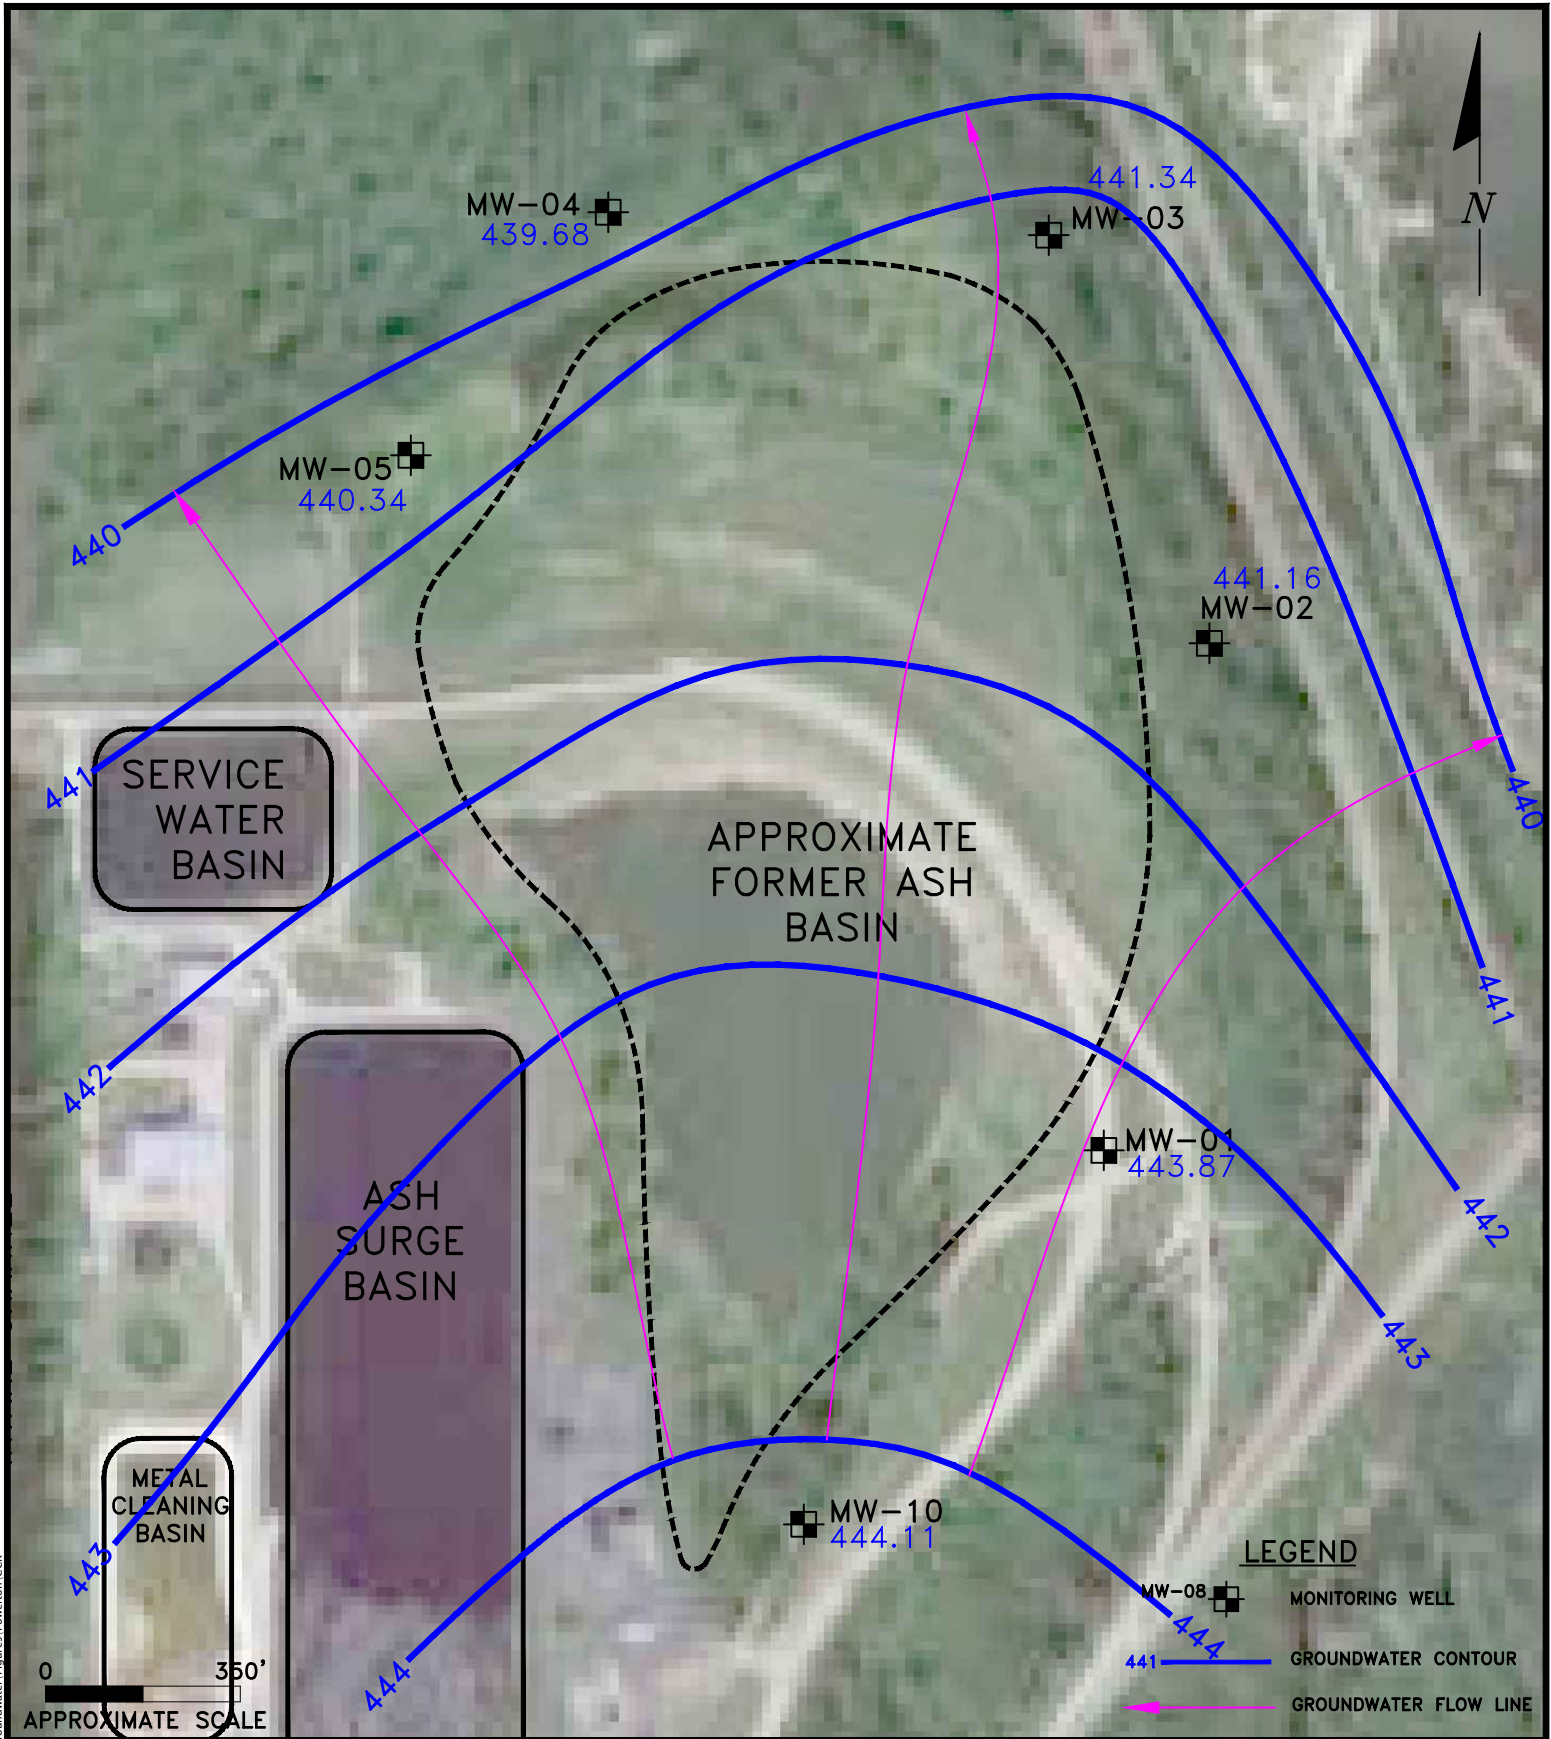 441.34
MW-04
MW-03
N
439.68
MW-05
440.34
440
441.16
MW-02
441
SERVICE
WATER
BASIN
440
APPROXIMATE
FORMER ASH
BASIN
441
442
MW-01
443.87
ASH
SURGE
BASIN
442
443
METAL
CLEANING
BASIN
443
MW-10
444.11
444
444
LEGEND
MW-08
MONITORING WELL
441
GROUNDWATER CONTOUR
GROUNDWATER FLOW LINE
0 350'
APPROXIMATE SCALE